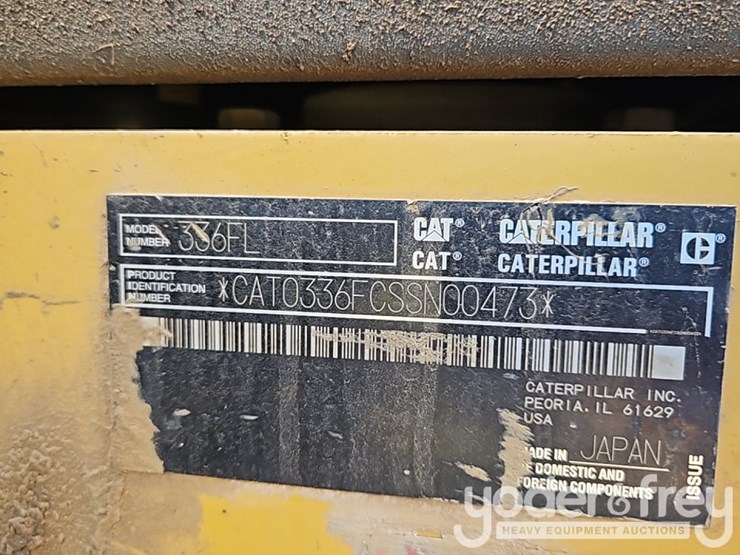 MODEL NUMBER 336FL
CAT® CATERPILLAR®
CAT® CATERPILLAR®
PRODUCT IDENTIFICATION NUMBER *CAT0336FCSSN00473*
CATERPILLAR INC.
PEORIA, IL 61629
USA
MADE IN JAPAN
DOMESTIC AND
FOREIGN COMPONENTS
ISSUE
yoder & frey
HEAVY EQUIPMENT AUCTIONS